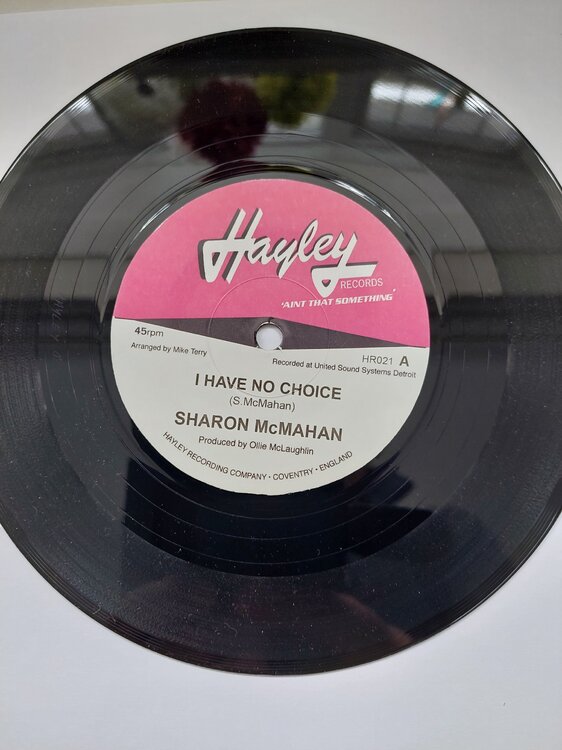 Hayley
RECORDS
'AINT THAT SOMETHING'
45rpm
Arranged by Mike Terry
HR021 A
Recorded at United Sound Systems Detroit
I HAVE NO CHOICE
(S.McMahan)
SHARON McMAHAN
Produced by Ollie McLaughlin
HAYLEY RECORDING COMPANY • COVENTRY • ENGLAND